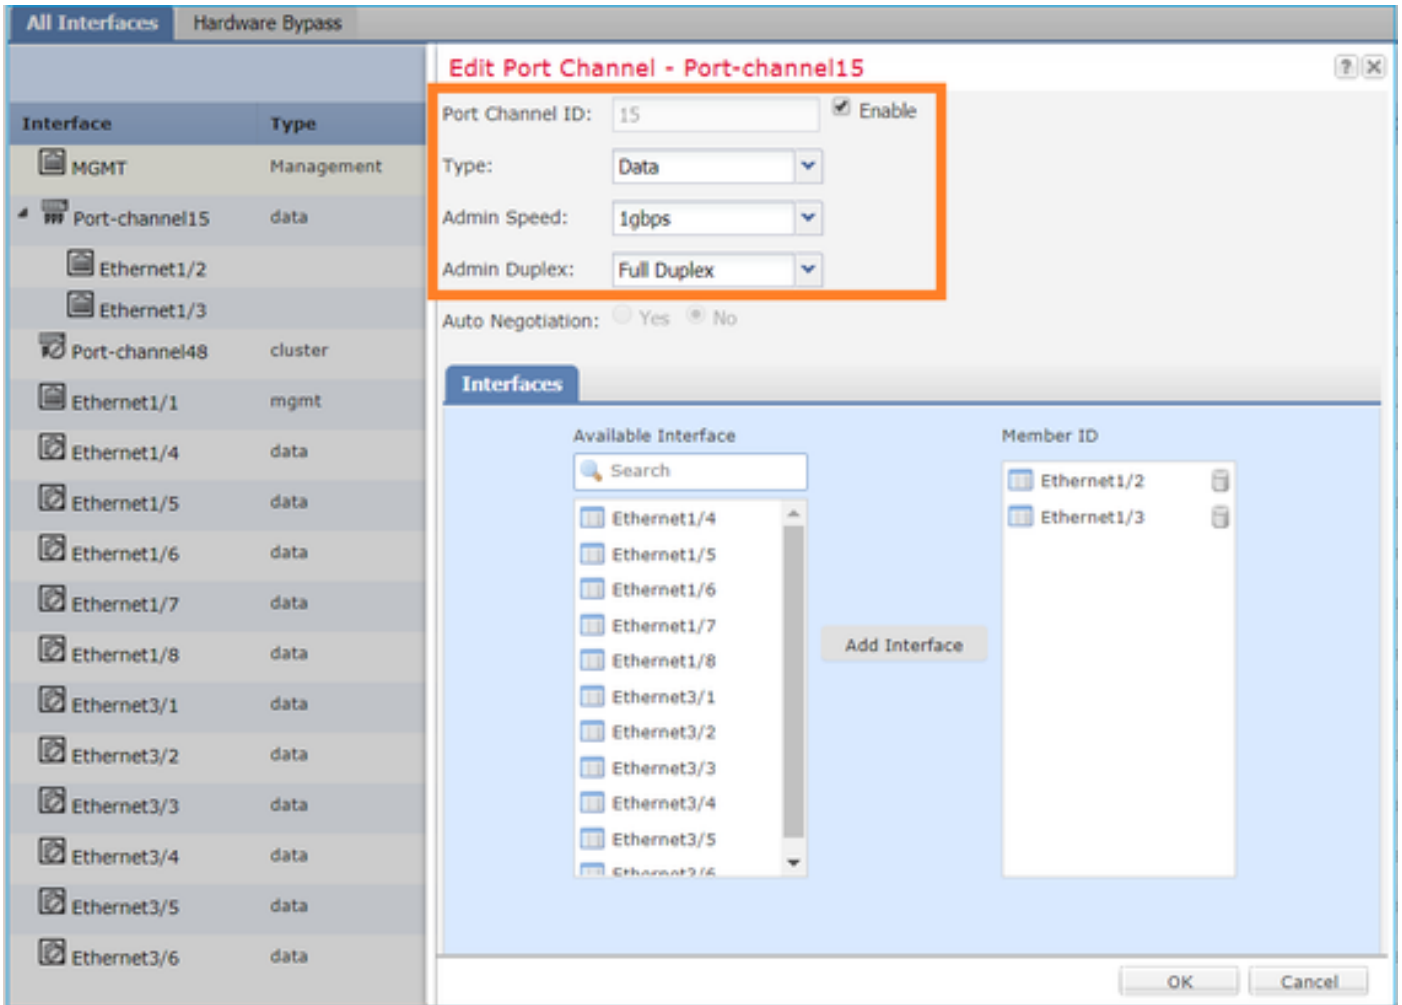 All Interfaces Hardware Bypass
Edit Port Channel - Port-channel15
Interface Type
MGMT Management
Port-channel15 data
Ethernet1/2
Ethernet1/3
Port-channel48 cluster
Ethernet1/1 mgmt
Ethernet1/4 data
Ethernet1/5 data
Ethernet1/6 data
Ethernet1/7 data
Ethernet1/8 data
Ethernet3/1 data
Ethernet3/2 data
Ethernet3/3 data
Ethernet3/4 data
Ethernet3/5 data
Ethernet3/6 data
Port Channel ID: 15 Enable
Type: Data
Admin Speed: 1gbps
Admin Duplex: Full Duplex
Auto Negotiation: Yes No
Interfaces
Available Interface
Search
Ethernet1/4
Ethernet1/5
Ethernet1/6
Ethernet1/7
Ethernet1/8
Ethernet3/1
Ethernet3/2
Ethernet3/3
Ethernet3/4
Ethernet3/5
Ethernet3/6
Add Interface
Member ID
Ethernet1/2
Ethernet1/3
OK Cancel